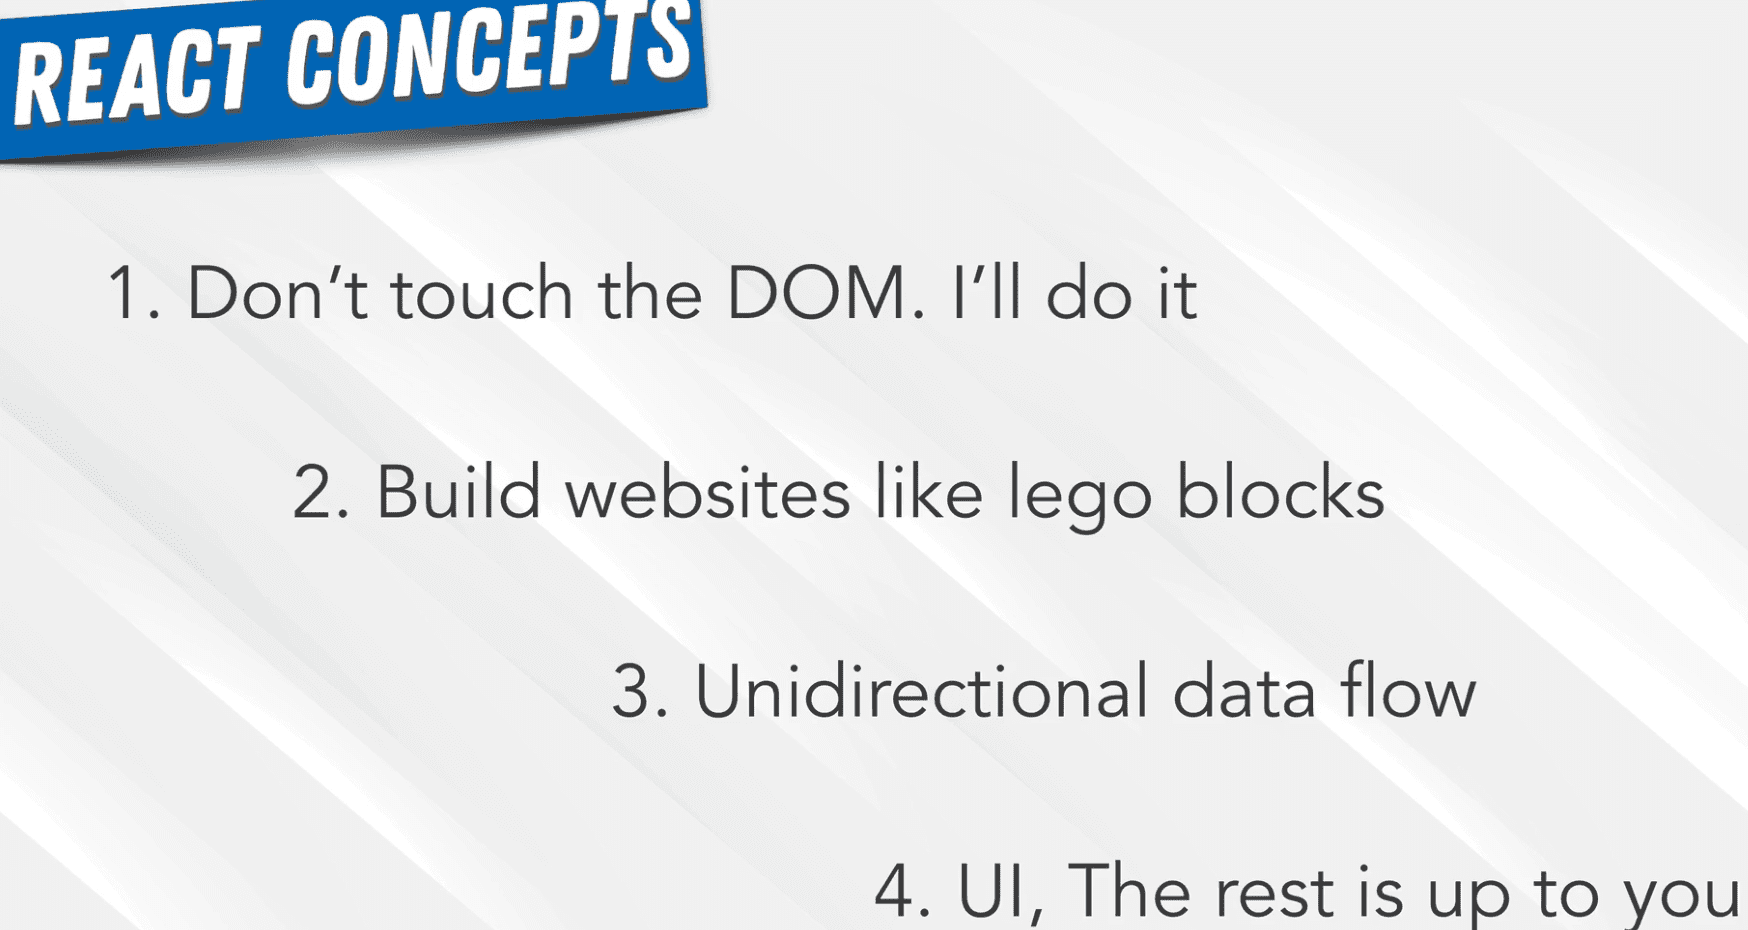 REACT CONCEPTS
1. Don’t touch the DOM. I’ll do it
2. Build websites like lego blocks
3. Unidirectional data flow
4. UI, The rest is up to you